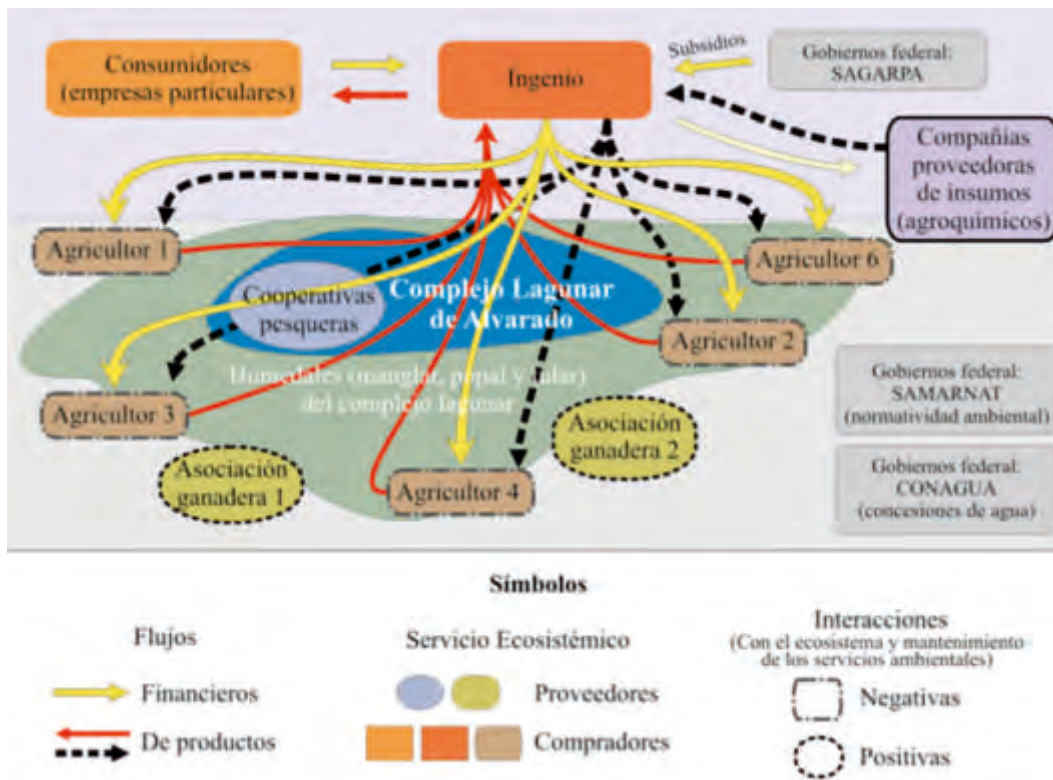 Consumidores
(empresas particulares)
Ingenio
Subsidios
Gobiernos federal:
SAGARPA
Compañias
proveedoras
de insumos
(agroquimicos)
Agricultor 1
Agricultor 6
Cooperativas
pesqueras
Complejo Lagunar
de Alvarado
Agricultor 2
Humedales (manglar, popal y tular)
del complejo lagunar
Agricultor 3
Gobiernos federal:
SAMARNAT
(normatividad ambiental)
Asociación
ganadera 2
Asociación
ganadera 1
Agricultor 4
Gobiernos federal:
CONAGUA
(concesiones de agua)
Símbolos
Flujos
Servicio Ecosistémico
Interacciones
(Con el ecosistema y mantenimiento
de los servicios ambientales)
Financieros
Proveedores
Negativas
De productos
Compradores
Positivas